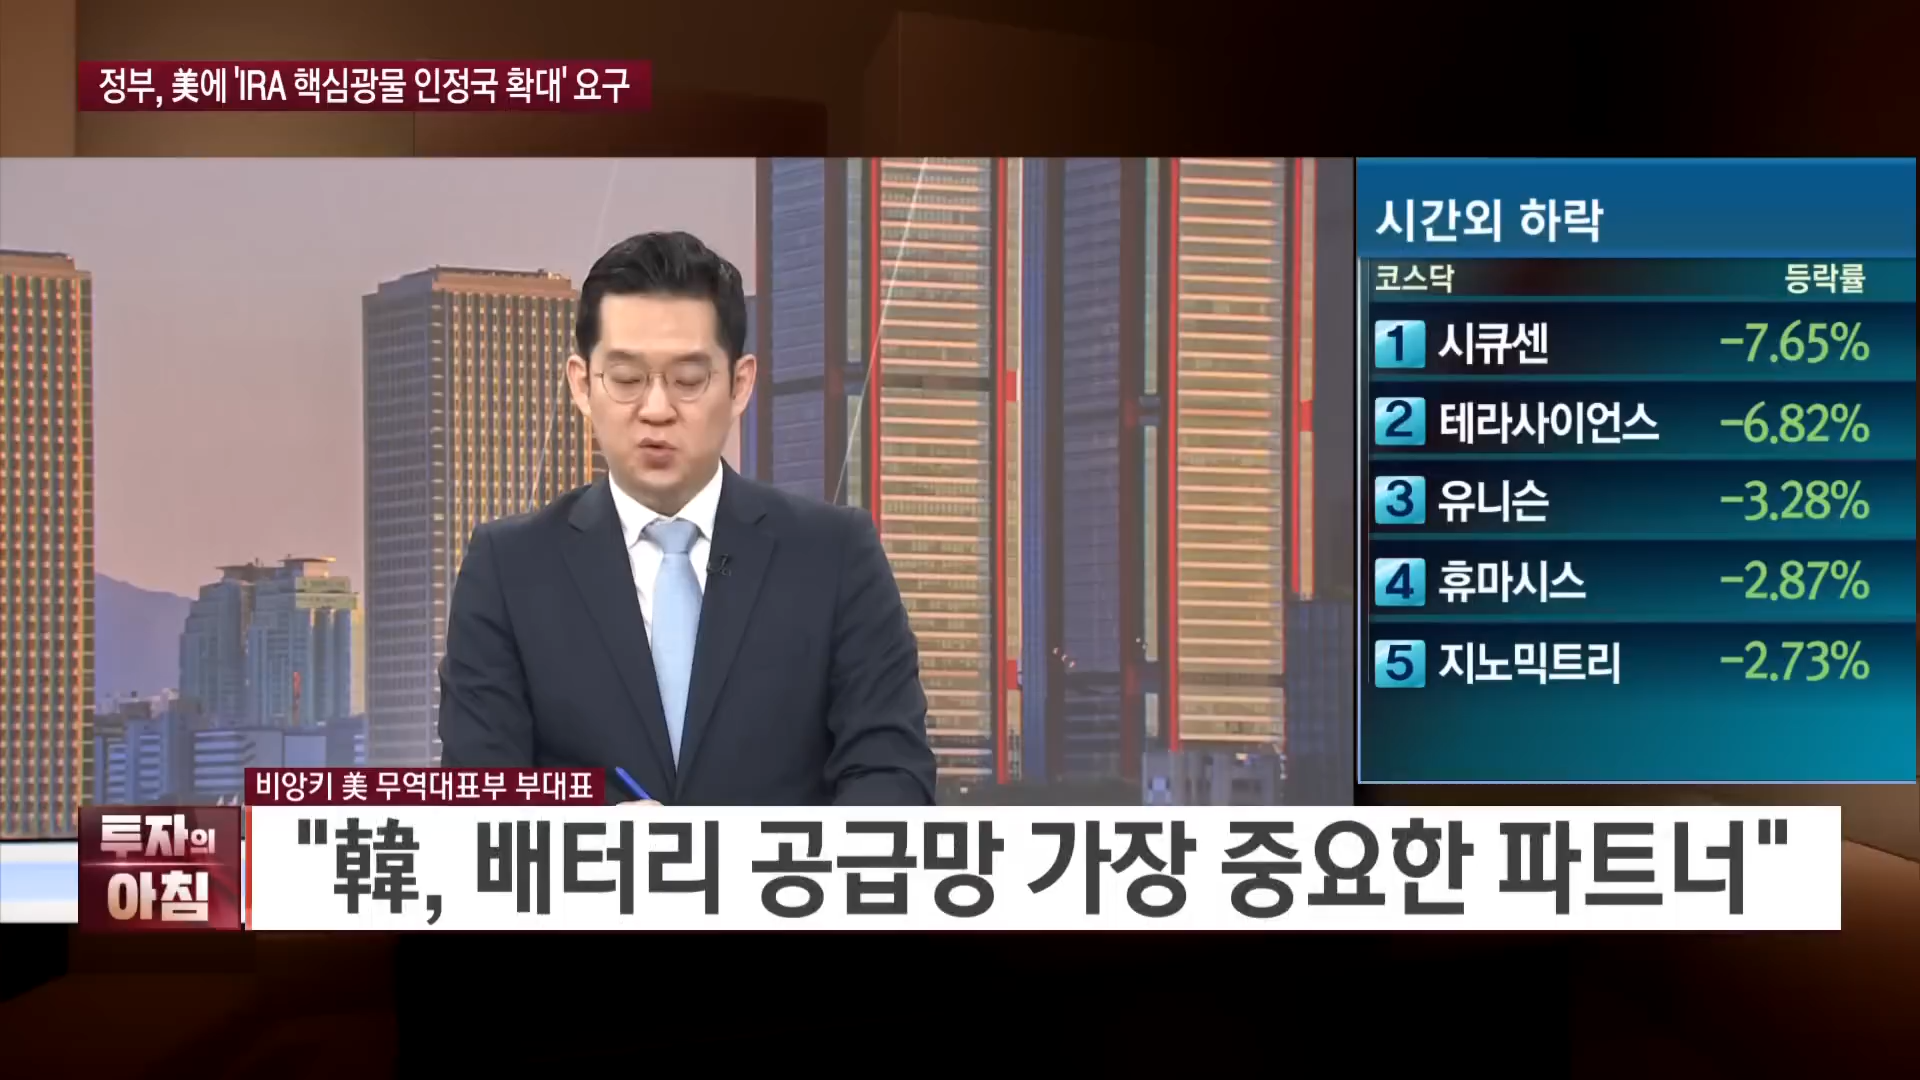 정부, 美에 'IRA 핵심광물 인정국 확대' 요구
시간외 하락
코스닥 등락률
1 시큐센 -7.65%
2 테라사이언스 -6.82%
3 유니슨 -3.28%
4 휴마시스 -2.87%
5 지노믹트리 -2.73%
비앙키 美 무역대표부 부대표
투자의
아침
"韓, 배터리 공급망 가장 중요한 파트너"